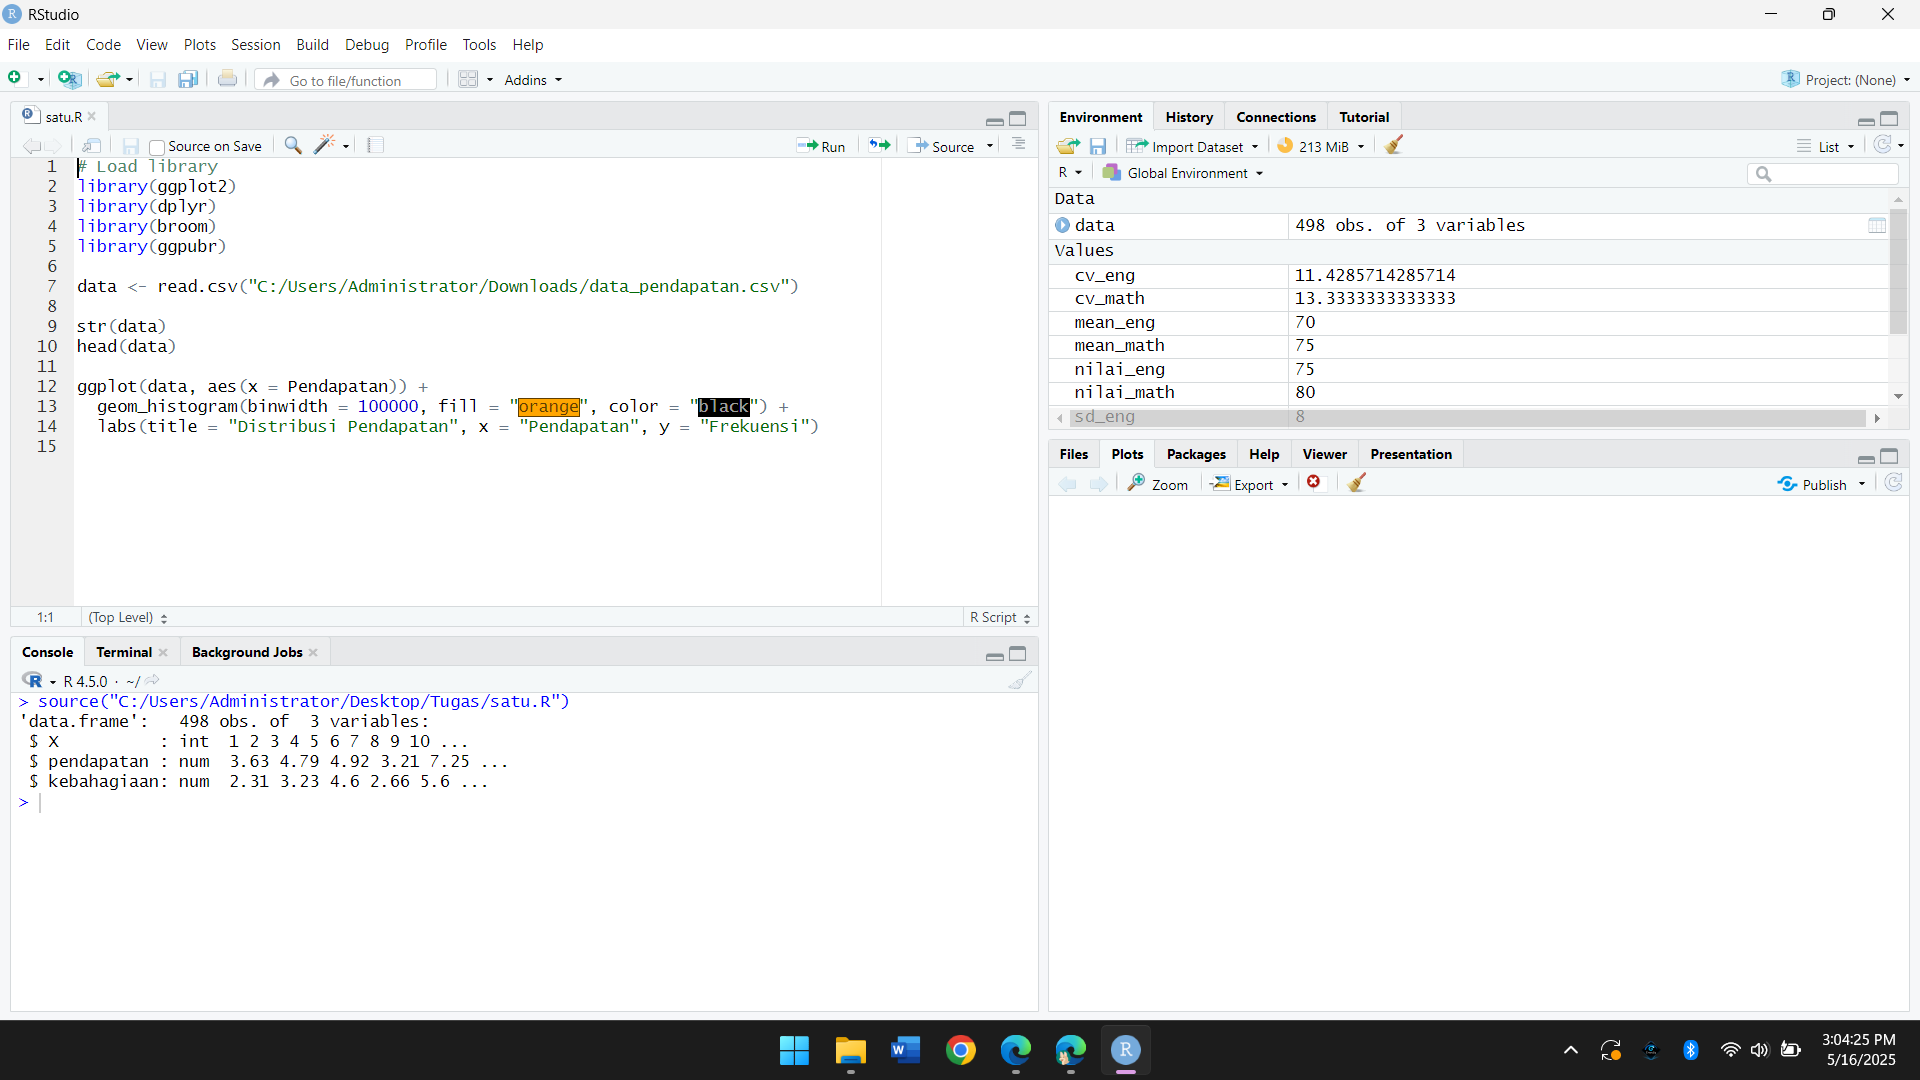 RStudio
File Edit Code View Plots Session Build Debug Profile Tools Help
Go to file/function Addins Project: (None)
satu.R
Source on Save Run Source
1 # Load library
2 library(ggplot2)
3 library(dplyr)
4 library(broom)
5 library(ggpubr)
6
7 data <- read.csv("C:/Users/Administrator/Downloads/data_pendapatan.csv")
8
9 str(data)
10 head(data)
11
12 ggplot(data, aes(x = Pendapatan)) +
13 geom_histogram(binwidth = 100000, fill = "orange", color = "black") +
14 labs(title = "Distribusi Pendapatan", x = "Pendapatan", y = "Frekuensi")
15
1:1 (Top Level) R Script
Console Terminal Background Jobs
R 4.5.0 · ~/
> source("C:/Users/Administrator/Desktop/Tugas/satu.R")
'data.frame': 498 obs. of 3 variables:
$ X : int 1 2 3 4 5 6 7 8 9 10 ...
$ pendapatan : num 3.63 4.79 4.92 3.21 7.25 ...
$ kebahagiaan: num 2.31 3.23 4.6 2.66 5.6 ...
>
Environment History Connections Tutorial
Import Dataset 213 MiB List
R Global Environment
Data
data 498 obs. of 3 variables
Values
cv_eng 11.4285714285714
cv_math 13.3333333333333
mean_eng 70
mean_math 75
nilai_eng 75
nilai_math 80
sd_eng 8
Files Plots Packages Help Viewer Presentation
Zoom Export Publish
3:04:25 PM
5/16/2025